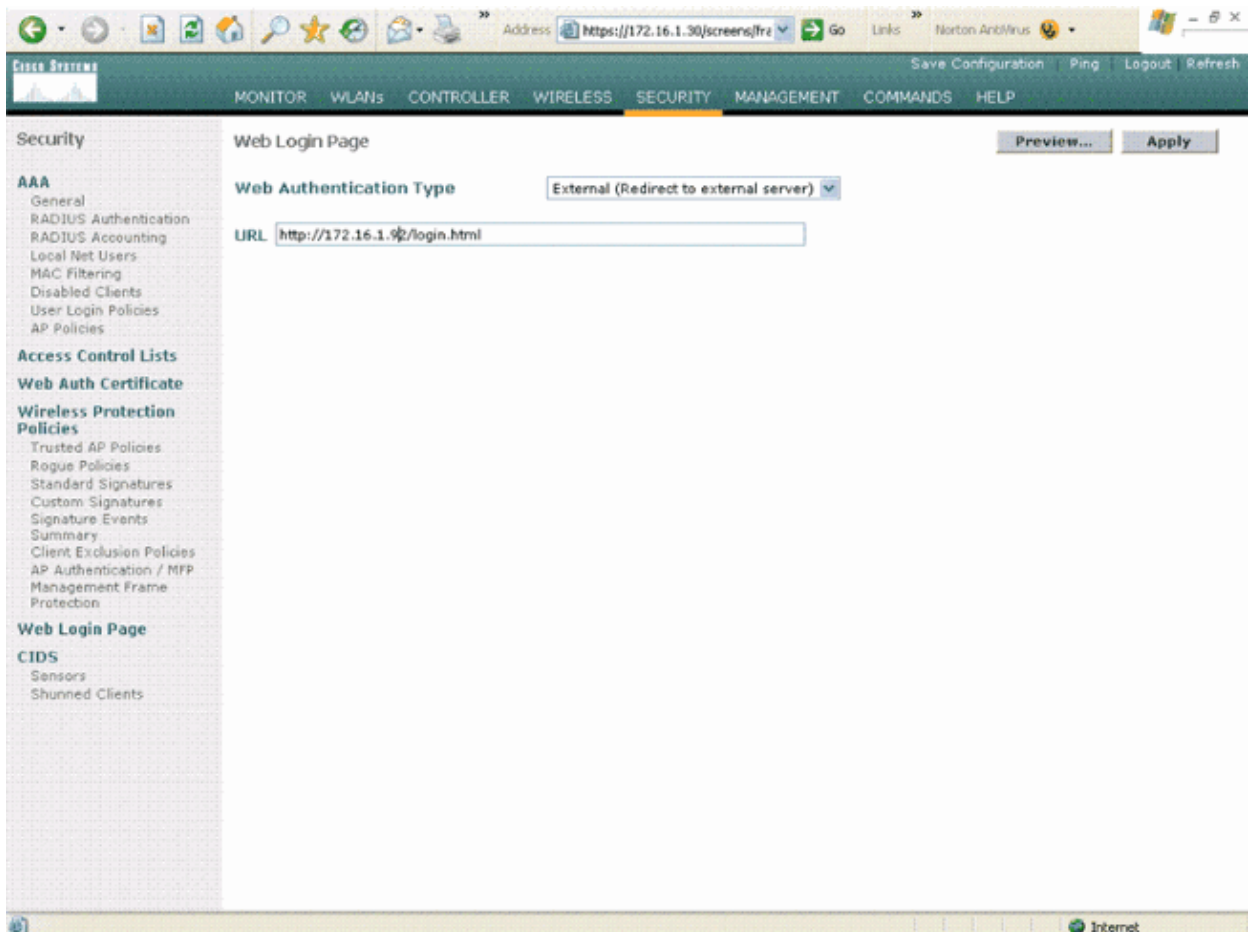 Address https://172.16.1.30/screens/fra Go Links Norton AntiVirus
CISCO SYSTEMS
Save Configuration Ping Logout Refresh
MONITOR WLANs CONTROLLER WIRELESS SECURITY MANAGEMENT COMMANDS HELP
Security
AAA
General
RADIUS Authentication
RADIUS Accounting
Local Net Users
MAC Filtering
Disabled Clients
User Login Policies
AP Policies
Access Control Lists
Web Auth Certificate
Wireless Protection
Policies
Trusted AP Policies
Rogue Policies
Standard Signatures
Custom Signatures
Signature Events
Summary
Client Exclusion Policies
AP Authentication / MFP
Management Frame
Protection
Web Login Page
CIDS
Sensors
Shunned Clients
Web Login Page
Preview... Apply
Web Authentication Type External (Redirect to external server)
URL http://172.16.1.92/login.html
Internet